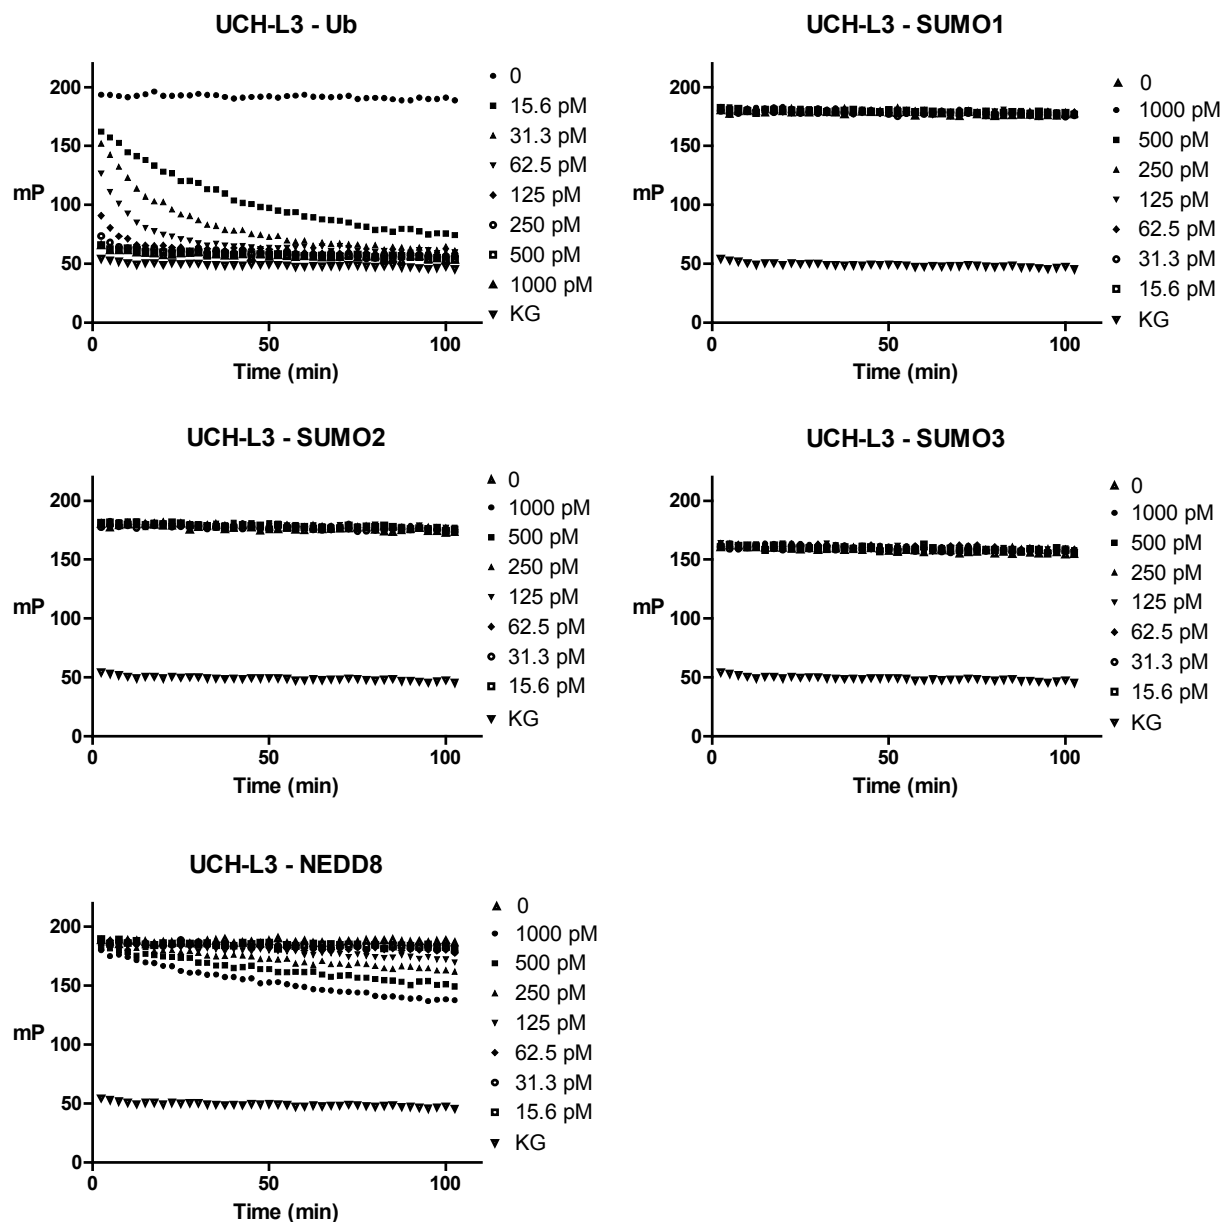 UCH-L3 - Ub
mP
200
150
100
50
0
0
50
100
Time (min)
0
15.6 pM
31.3 pM
62.5 pM
125 pM
250 pM
500 pM
1000 pM
KG
UCH-L3 - SUMO1
mP
200
150
100
50
0
0
50
100
Time (min)
0
1000 pM
500 pM
250 pM
125 pM
62.5 pM
31.3 pM
15.6 pM
KG
UCH-L3 - SUMO2
mP
200
150
100
50
0
0
50
100
Time (min)
0
1000 pM
500 pM
250 pM
125 pM
62.5 pM
31.3 pM
15.6 pM
KG
UCH-L3 - SUMO3
mP
200
150
100
50
0
0
50
100
Time (min)
0
1000 pM
500 pM
250 pM
125 pM
62.5 pM
31.3 pM
15.6 pM
KG
UCH-L3 - NEDD8
mP
200
150
100
50
0
0
50
100
Time (min)
0
1000 pM
500 pM
250 pM
125 pM
62.5 pM
31.3 pM
15.6 pM
KG